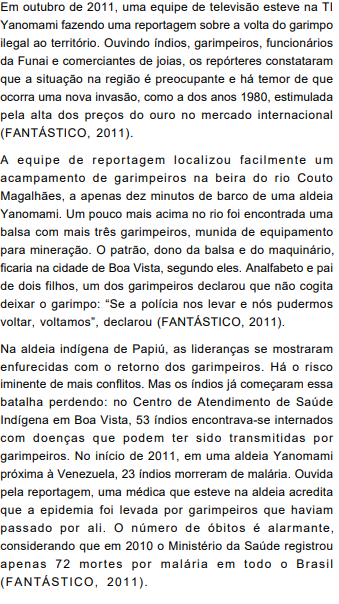 Em outubro de 2011, uma equipe de televisão esteve na TI
Yanomami fazendo uma reportagem sobre a volta do garimpo
ilegal ao território. Ouvindo índios, garimpeiros, funcionários
da Funai e comerciantes de joias, os repórteres constataram
que a situação na região é preocupante e há temor de que
ocorra uma nova invasão, como a dos anos 1980, estimulada
pela alta dos preços do ouro no mercado internacional
(FANTÁSTICO, 2011).
A equipe de reportagem localizou facilmente um
acampamento de garimpeiros na beira do rio Couto
Magalhães, a apenas dez minutos de barco de uma aldeia
Yanomami. Um pouco mais acima no rio foi encontrada uma
balsa com mais três garimpeiros, munida de equipamento
para mineração. O patrão, dono da balsa e do maquinário,
ficaria na cidade de Boa Vista, segundo eles. Analfabeto e pai
de dois filhos, um dos garimpeiros declarou que não cogita
deixar o garimpo: “Se a polícia nos levar e nós pudermos
voltar, voltamos”, declarou (FANTÁSTICO, 2011).
Na aldeia indígena de Papiú, as lideranças se mostraram
enfurecidas com o retorno dos garimpeiros. Há o risco
iminente de mais conflitos. Mas os índios já começaram essa
batalha perdendo: no Centro de Atendimento de Saúde
Indígena em Boa Vista, 53 índios encontrava-se internados
com doenças que podem ter sido transmitidas por
garimpeiros. No início de 2011, em uma aldeia Yanomami
próxima à Venezuela, 23 índios morreram de malária. Ouvida
pela reportagem, uma médica que esteve na aldeia acredita
que a epidemia foi levada por garimpeiros que haviam
passado por ali. O número de óbitos é alarmante,
considerando que em 2010 o Ministério da Saúde registrou
apenas 72 mortes por malária em todo o Brasil
(FANTÁSTICO, 2011).